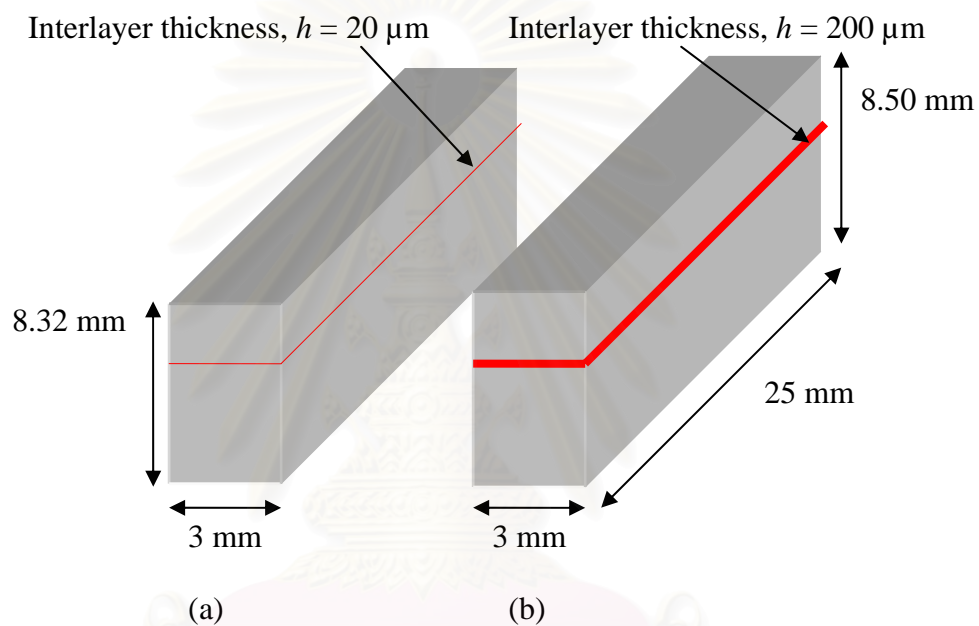 Interlayer thickness, h = 20 µm
Interlayer thickness, h = 200 µm
8.50 mm
8.32 mm
25 mm
3 mm
3 mm
(a)
(b)